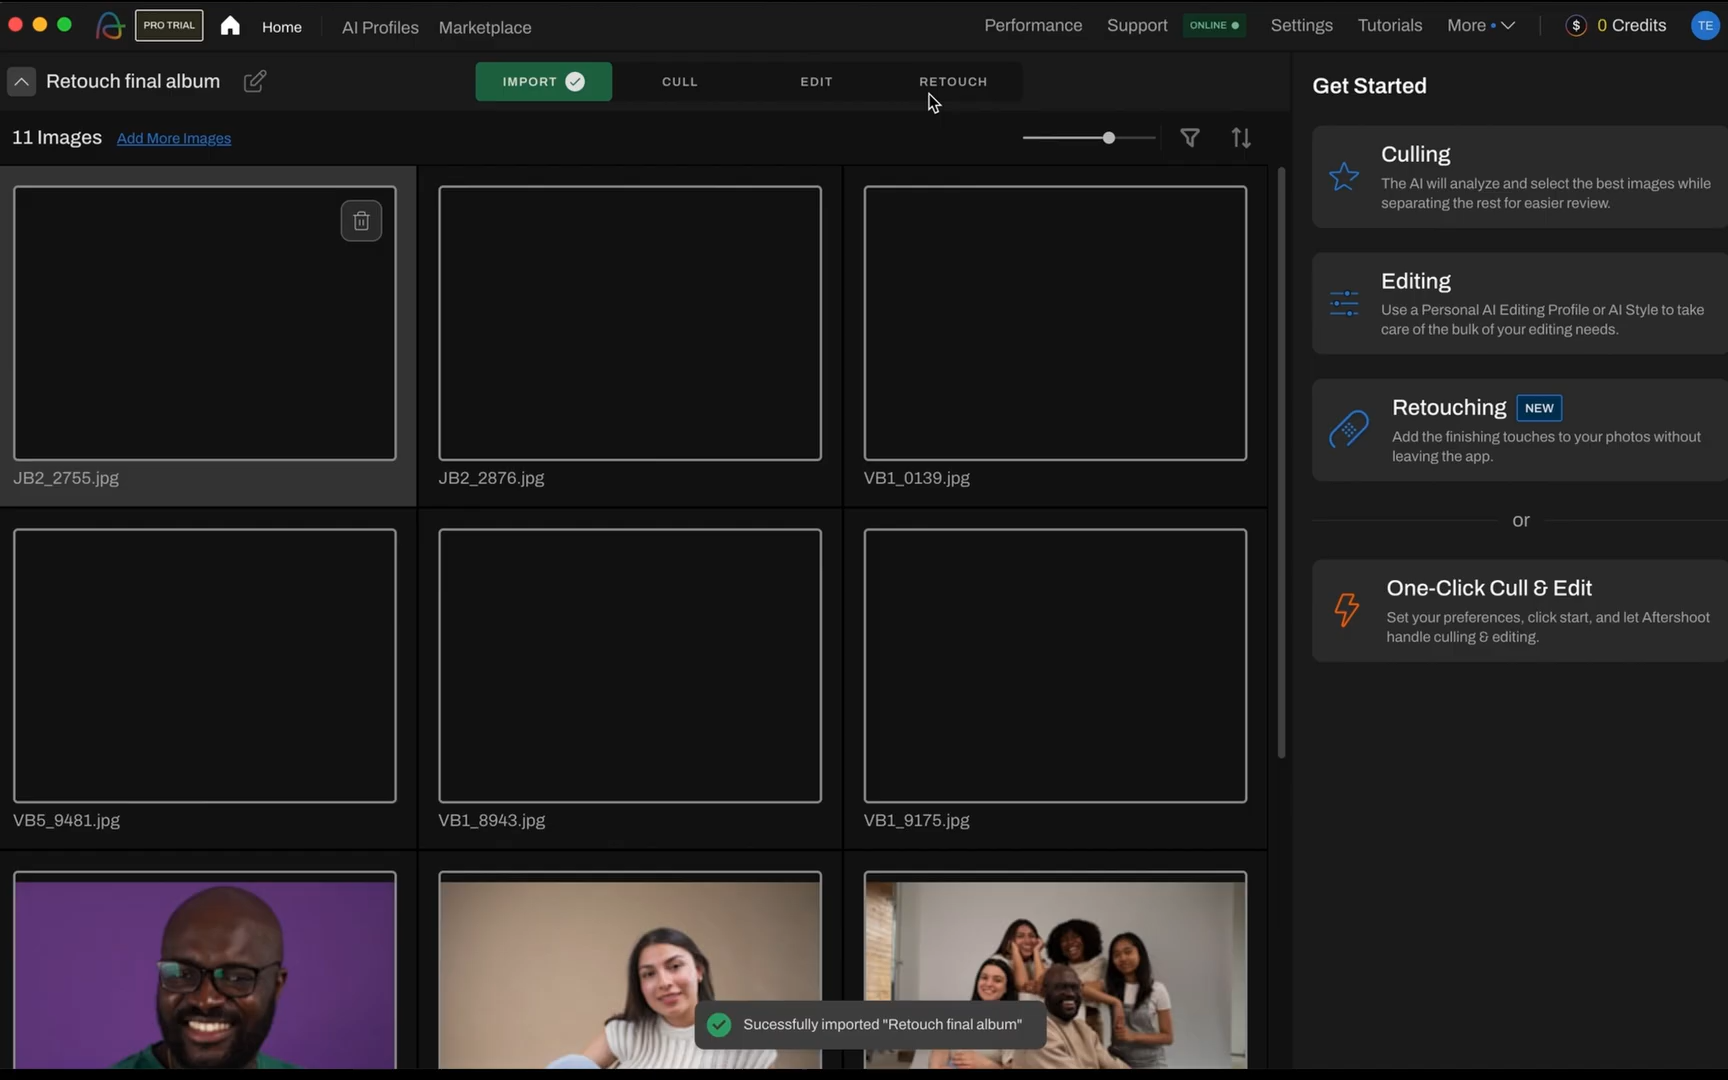 PRO TRIAL
Home
AI Profiles
Marketplace
Performance
Support
ONLINE
Settings
Tutorials
More
$
0 Credits
TE
Retouch final album
IMPORT
CULL
EDIT
RETOUCH
11 Images
Add More Images
JB2_2755.jpg
JB2_2876.jpg
VB1_0139.jpg
VB5_9481.jpg
VB1_8943.jpg
VB1_9175.jpg
Sucessfully imported "Retouch final album"
Get Started
Culling
The AI will analyze and select the best images while
separating the rest for easier review.
Editing
Use a Personal AI Editing Profile or AI Style to take
care of the bulk of your editing needs.
Retouching NEW
Add the finishing touches to your photos without
leaving the app.
or
One-Click Cull & Edit
Set your preferences, click start, and let Aftershoot
handle culling & editing.